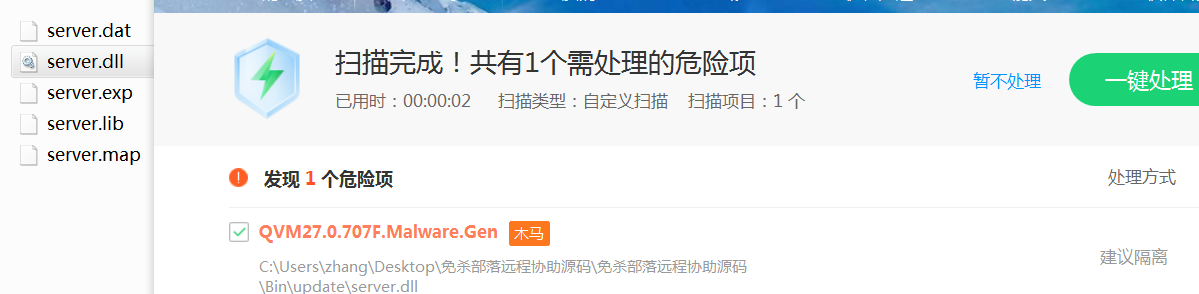 server.dat
server.dll
server.exp
server.lib
server.map
扫描完成！共有1个需处理的危险项
已用时：00:00:02 扫描类型：自定义扫描 扫描项目：1 个
暂不处理
一键处理
发现 1 个危险项
处理方式
QVM27.0.707F.Malware.Gen 木马
C:\Users\zhang\Desktop\免杀部落远程协助源码\免杀部落远程协助源码
\Bin\update\server.dll
建议隔离